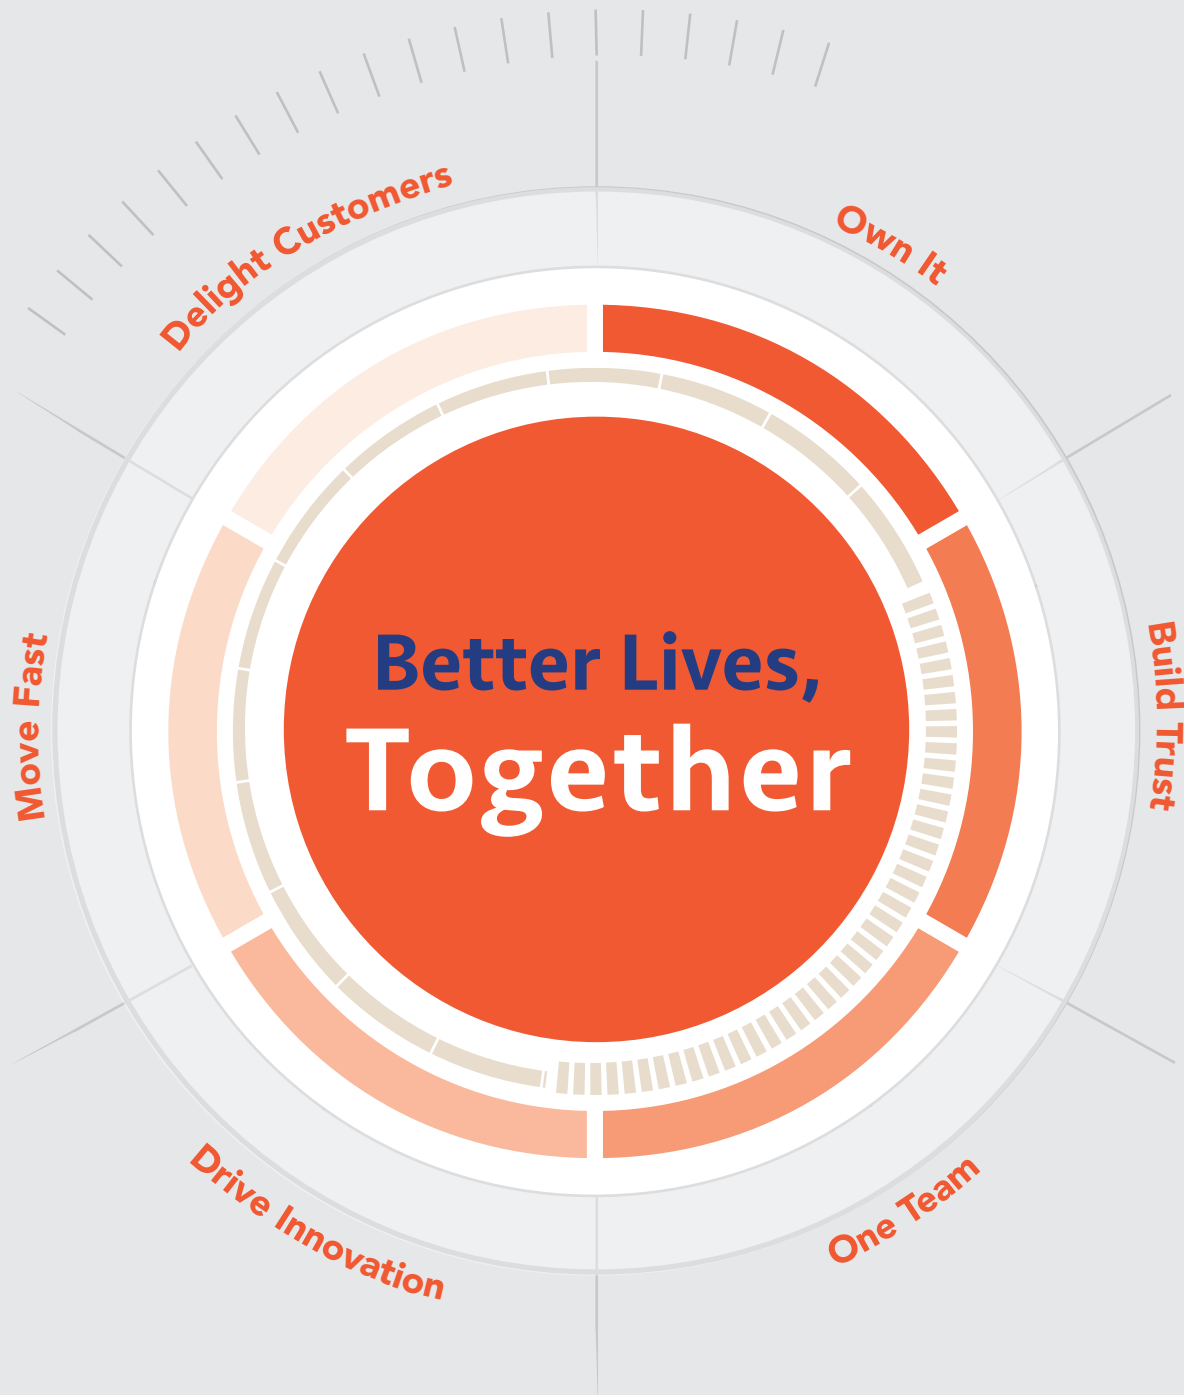 Delight Customers
Own It
Move Fast
Better Lives,
Together
Build Trust
Drive Innovation
One Team